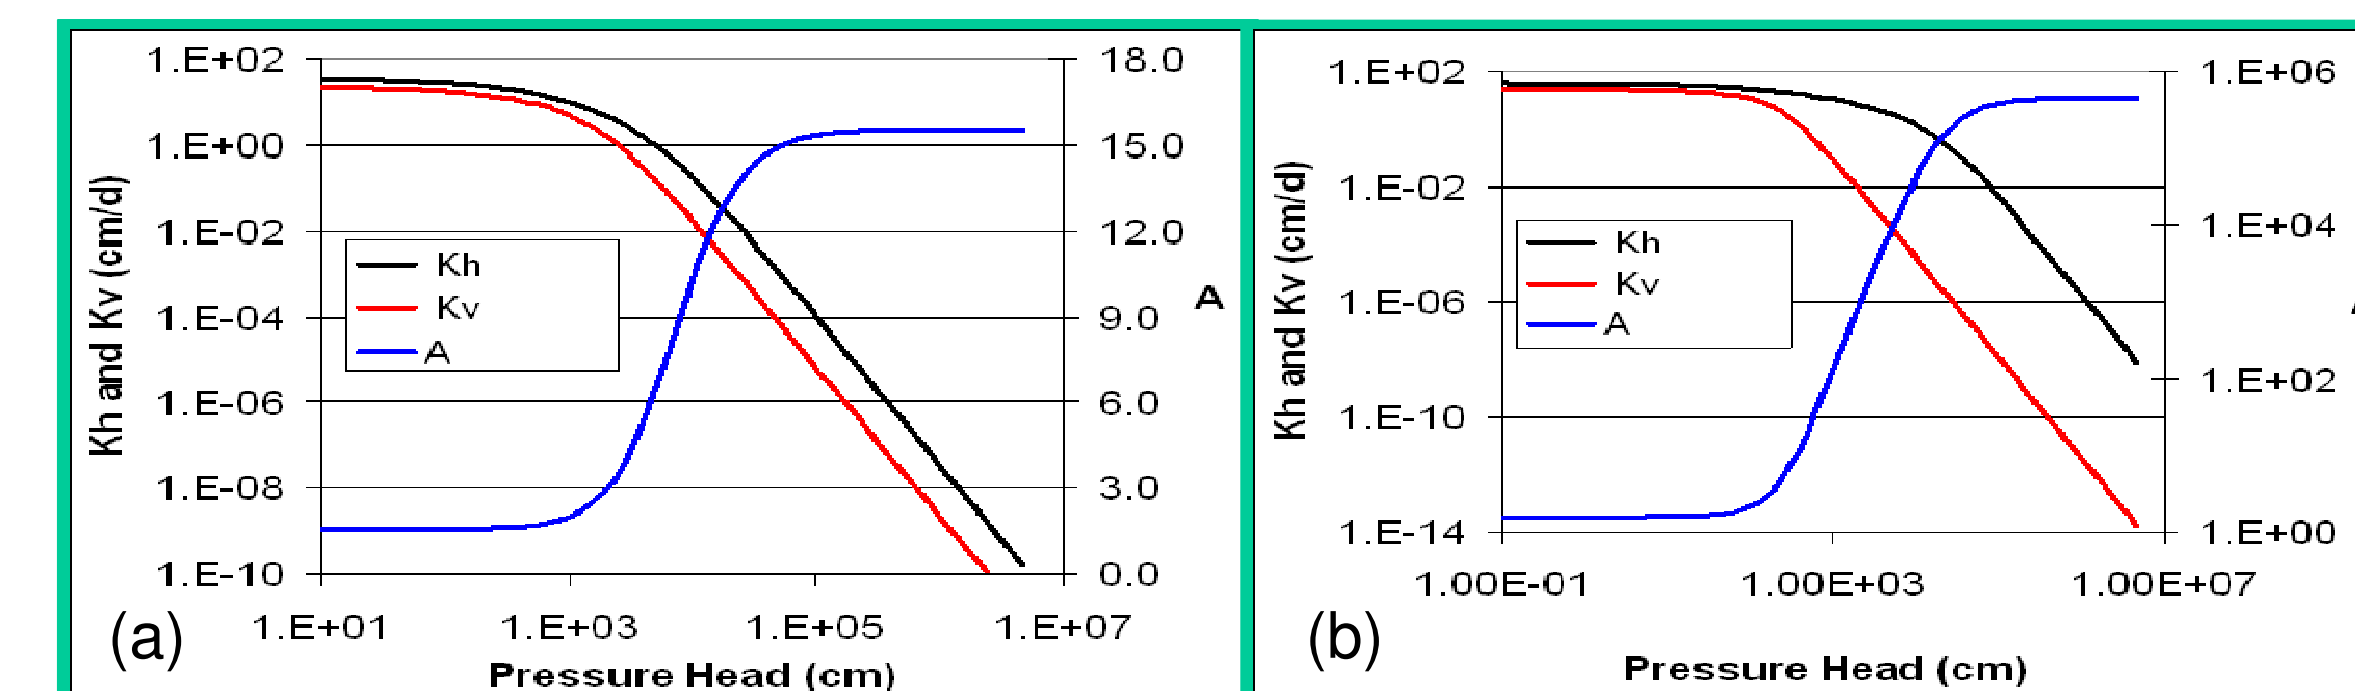 1.E+02
1.E+00
1.E-02
1.E-04
1.E-06
1.E-08
1.E-10
18.0
15.0
12.0
9.0
6.0
3.0
0.0
Kh and Kv (cm/d)
A
Kh
Kv
A
1.E+01 1.E+03 1.E+05 1.E+07
Pressure Head (cm)
(a)
1.E+02
1.E-02
1.E-06
1.E-10
1.E-14
1.E+06
1.E+04
1.E+02
1.E+00
Kh and Kv (cm/d)
Kh
Kv
A
1.00E-01 1.00E+03 1.00E+07
Pressure Head (cm)
(b)